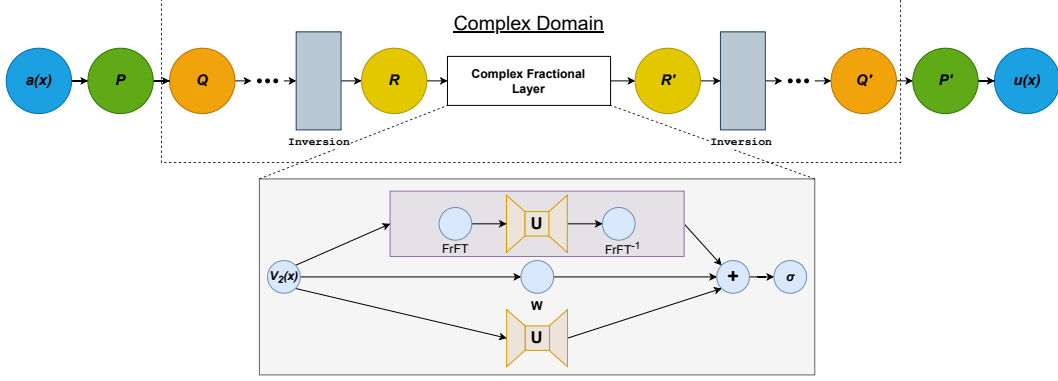 Complex Domain
a(x)
P
Q
•••
Inversion
R
Complex Fractional
Layer
R'
Inversion
•••
Q'
P'
u(x)
V₂(x)
FrFT
U
FrFT⁻¹
W
U
+
σ